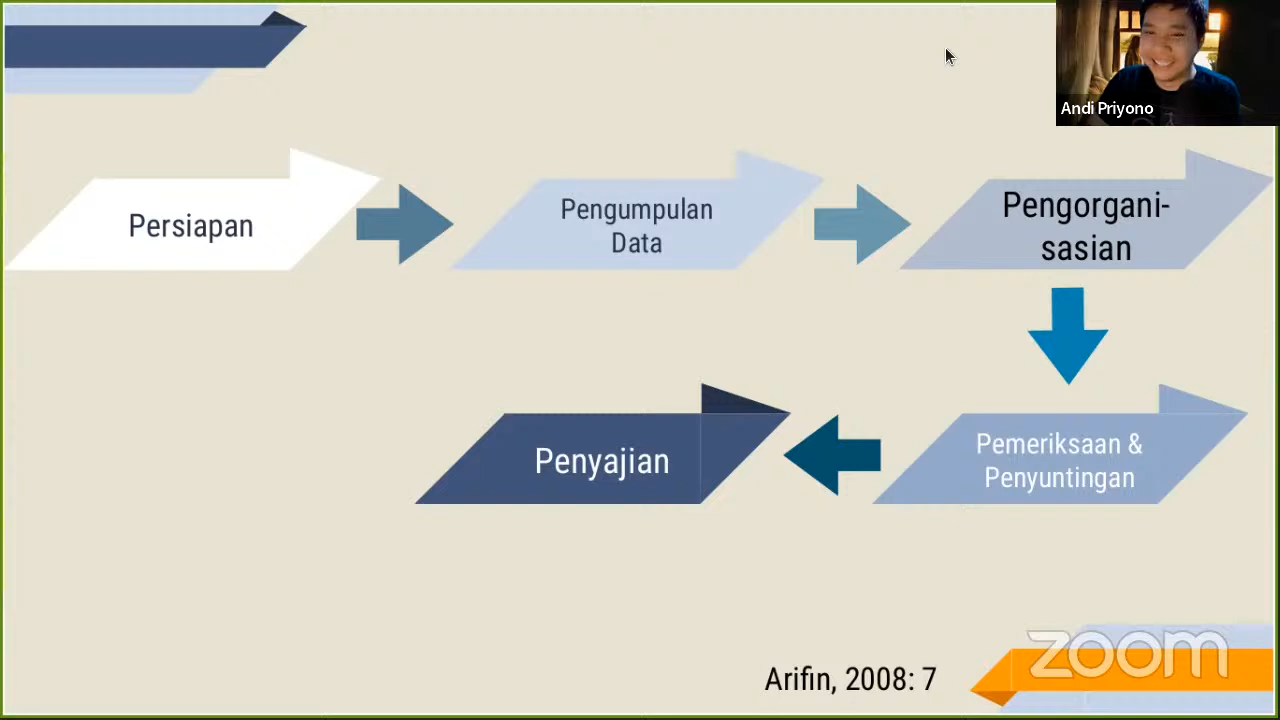 Andi Priyono
Persiapan
Pengumpulan
Data
Pengorgani-
sasian
Pemeriksaan &
Penyuntingan
Penyajian
Arifin, 2008: 7
zoom